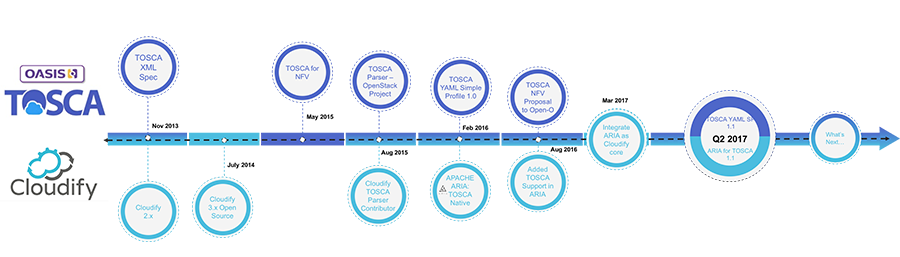 OASIS
TOSCA
Cloudify
TOSCA
XML
Spec
Nov 2013
Cloudify
2.x
July 2014
Cloudify
3.x Open
Source
TOSCA for
NFV
May 2015
TOSCA
Parser –
OpenStack
Project
Aug 2015
Cloudify
TOSCA
Parser
Contributor
TOSCA
YAML Simple
Profile 1.0
Feb 2016
APACHE
ARIA:
TOSCA
Native
TOSCA
NFV
Proposal
to Open-O
Aug 2016
Added
TOSCA
Support in
ARIA
Mar 2017
Integrate
ARIA as
Cloudify
core
TOSCA YAML SP
1.1
Q2 2017
ARIA for TOSCA
1.1
What's
Next...